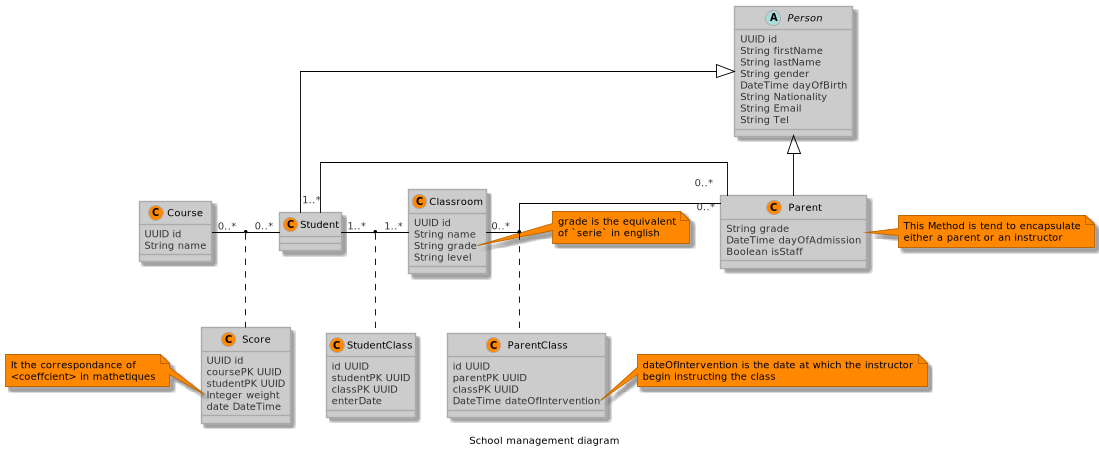 A Person
UUID id
String firstName
String lastName
String gender
DateTime dayOfBirth
String Nationality
String Email
String Tel
0..*
1..*
0..*
C Course
UUID id
String name
0..*
0..*
C Student
1..*
1..*
C Classroom
UUID id
String name
String grade
String level
0..*
grade is the equivalent
of `serie` in english
C Parent
String grade
DateTime dayOfAdmission
Boolean isStaff
This Method is tend to encapsulate
either a parent or an instructor
It the correspondance of
<coeffcient> in mathetiques
C Score
UUID id
coursePK UUID
studentPK UUID
Integer weight
date DateTime
C StudentClass
id UUID
studentPK UUID
classPK UUID
enterDate
C ParentClass
id UUID
parentPK UUID
classPK UUID
DateTime dateOfIntervention
dateOfIntervention is the date at which the instructor
begin instructing the class
School management diagram